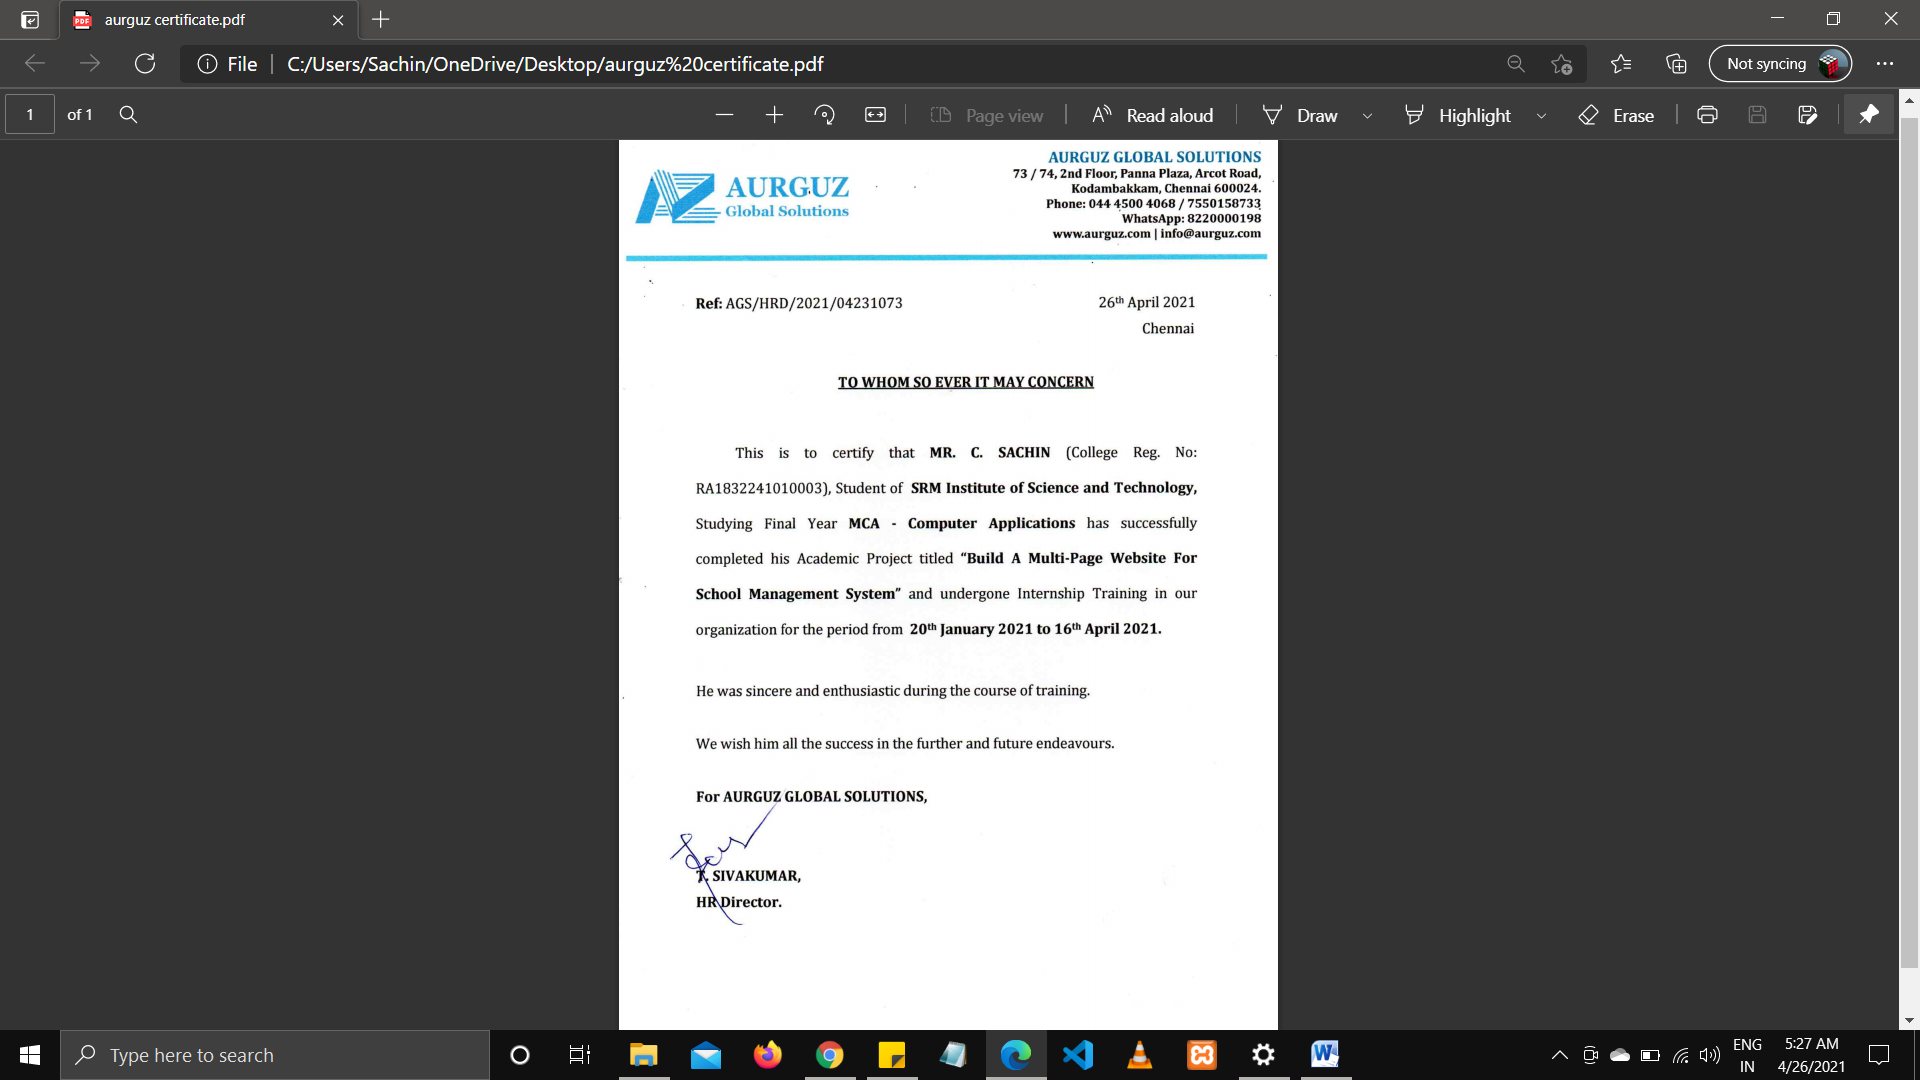 aurguz certificate.pdf
File
C:/Users/Sachin/OneDrive/Desktop/aurguz%20certificate.pdf
Not syncing
1 of 1
Page view
Read aloud
Draw
Highlight
Erase
AURGUZ
Global Solutions
AURGUZ GLOBAL SOLUTIONS
73 / 74, 2nd Floor, Panna Plaza, Arcot Road,
Kodambakkam, Chennai 600024.
Phone: 044 4500 4068 / 7550158733
WhatsApp: 8220000198
www.aurguz.com | info@aurguz.com
Ref: AGS/HRD/2021/04231073
26th April 2021
Chennai
TO WHOM SO EVER IT MAY CONCERN
This is to certify that MR. C. SACHIN (College Reg. No:
RA1832241010003), Student of SRM Institute of Science and Technology,
Studying Final Year MCA - Computer Applications has successfully
completed his Academic Project titled “Build A Multi-Page Website For
School Management System” and undergone Internship Training in our
organization for the period from 20th January 2021 to 16th April 2021.
He was sincere and enthusiastic during the course of training.
We wish him all the success in the further and future endeavours.
For AURGUZ GLOBAL SOLUTIONS,
T. SIVAKUMAR,
HR Director.
Type here to search
ENG
IN
5:27 AM
4/26/2021